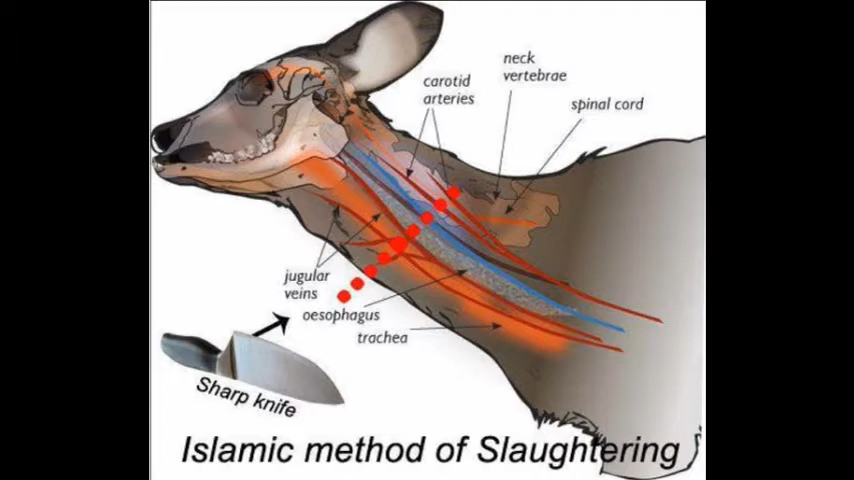 neck
vertebrae
carotid
arteries
spinal cord
jugular
veins
oesophagus
trachea
Sharp knife
Islamic method of Slaughtering